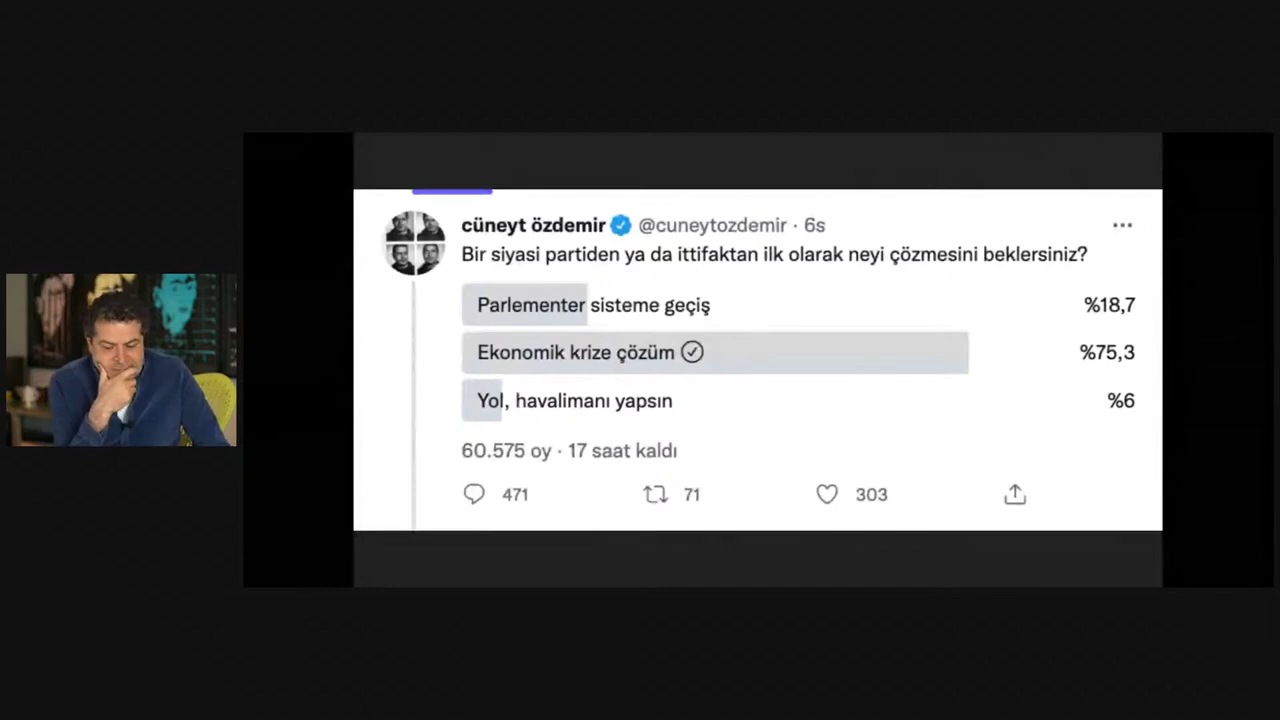 cüneyt özdemir @cuneytozdemir · 6s
Bir siyasi partiden ya da ittifaktan ilk olarak neyi çözmesini beklersiniz?
Parlementer sisteme geçiş %18,7
Ekonomik krize çözüm %75,3
Yol, havalimanı yapsın %6
60.575 oy · 17 saat kaldı
471 71 303